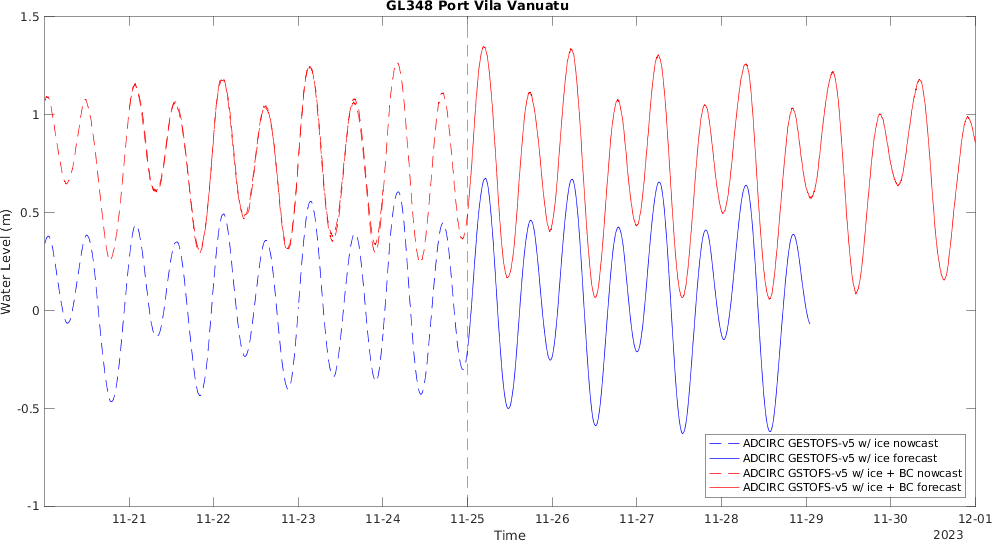 GL348 Port Vila Vanuatu
1.5
1
0.5
0
-0.5
-1
Water Level (m)
11-21
11-22
11-23
11-24
11-25
11-26
11-27
11-28
11-29
11-30
12-01
Time
2023
ADCIRC GESTOFS-v5 w/ ice nowcast
ADCIRC GESTOFS-v5 w/ ice forecast
ADCIRC GSTOFS-v5 w/ ice + BC nowcast
ADCIRC GSTOFS-v5 w/ ice + BC forecast